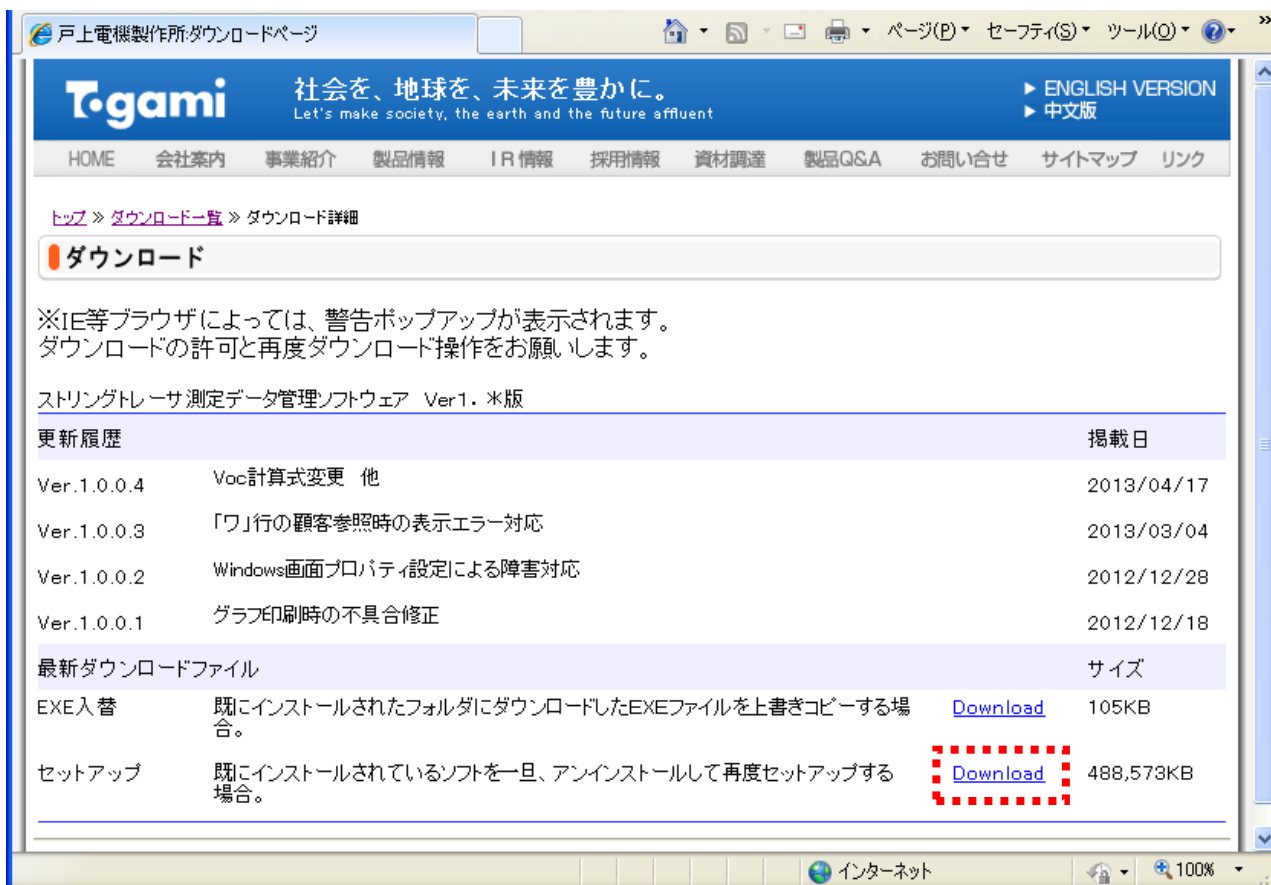 戸上電機製作所:ダウンロードページ
ページ(P) セーフティ(S) ツール(O) »
Togami 社会を、地球を、未来を豊かに。
Let's make society, the earth and the future affluent
ENGLISH VERSION
中文版
HOME 会社案内 事業紹介 製品情報 IR情報 採用情報 資材調達 製品Q&A お問い合せ サイトマップ リンク
トップ » ダウンロード一覧 » ダウンロード詳細
ダウンロード
※IE等ブラウザによっては、警告ポップアップが表示されます。
ダウンロードの許可と再度ダウンロード操作をお願いします。
ストリングトレーサ測定データ管理ソフトウェア Ver1.*版
更新履歴 掲載日
Ver.1.0.0.4 Voc計算式変更 他 2013/04/17
Ver.1.0.0.3 「ワ」行の顧客参照時の表示エラー対応 2013/03/04
Ver.1.0.0.2 Windows画面プロパティ設定による障害対応 2012/12/28
Ver.1.0.0.1 グラフ印刷時の不具合修正 2012/12/18
最新ダウンロードファイル サイズ
EXE入替 既にインストールされたフォルダにダウンロードしたEXEファイルを上書きコピーする場 Download 105KB
合。
セットアップ 既にインストールされているソフトを一旦、アンインストールして再度セットアップする Download 488,573KB
場合。
インターネット 100%